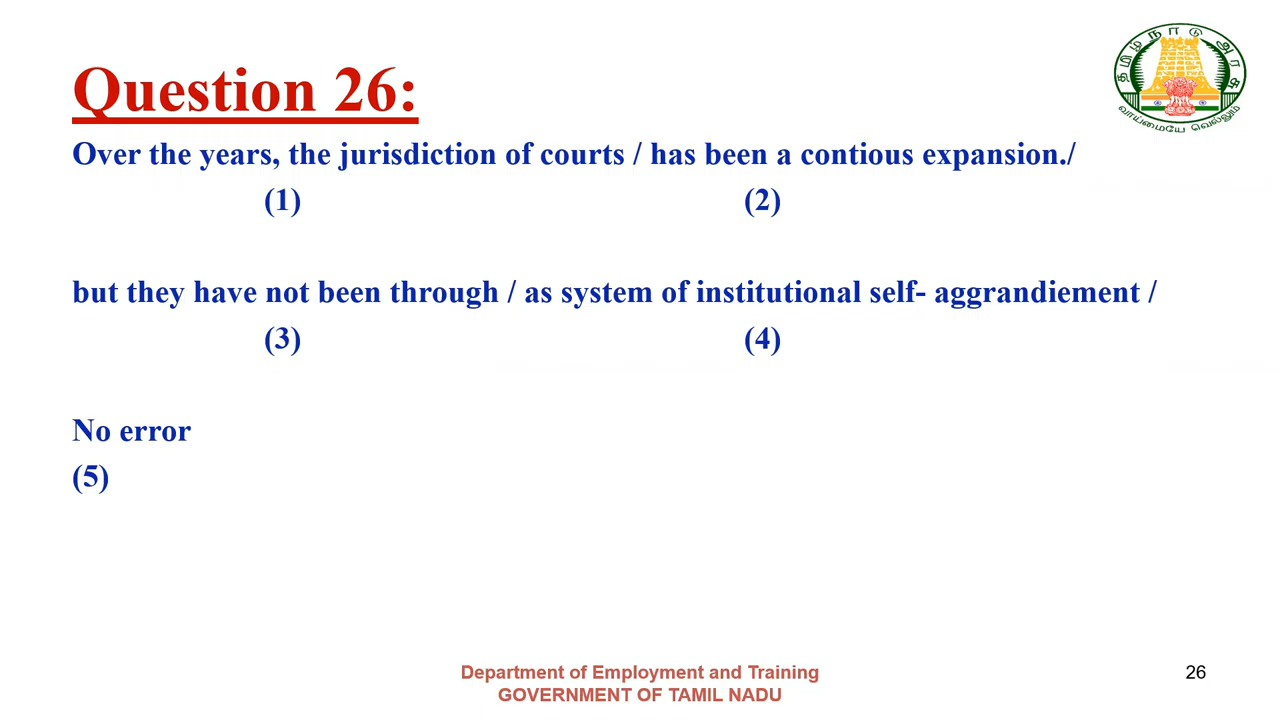 தமிழ்நாடு அரசு
வாய்மையே வெல்லும்
Question 26:
Over the years, the jurisdiction of courts / has been a contious expansion./
(1) (2)
but they have not been through / as system of institutional self- aggrandiement /
(3) (4)
No error
(5)
Department of Employment and Training
GOVERNMENT OF TAMIL NADU
26